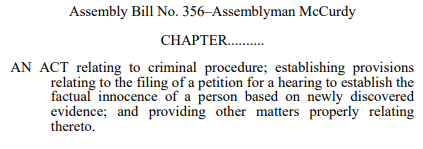 Assembly Bill No. 356–Assemblyman McCurdy
CHAPTER..........
AN ACT relating to criminal procedure; establishing provisions
relating to the filing of a petition for a hearing to establish the
factual innocence of a person based on newly discovered
evidence; and providing other matters properly relating
thereto.